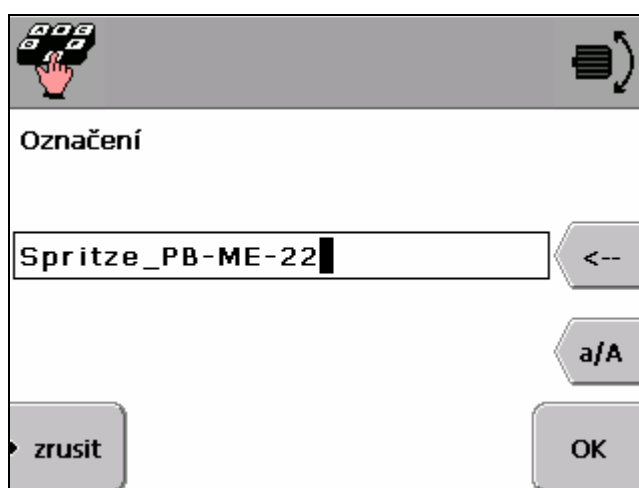 Označení
Spritze_PB-ME-22
<--
a/A
zrusit
OK